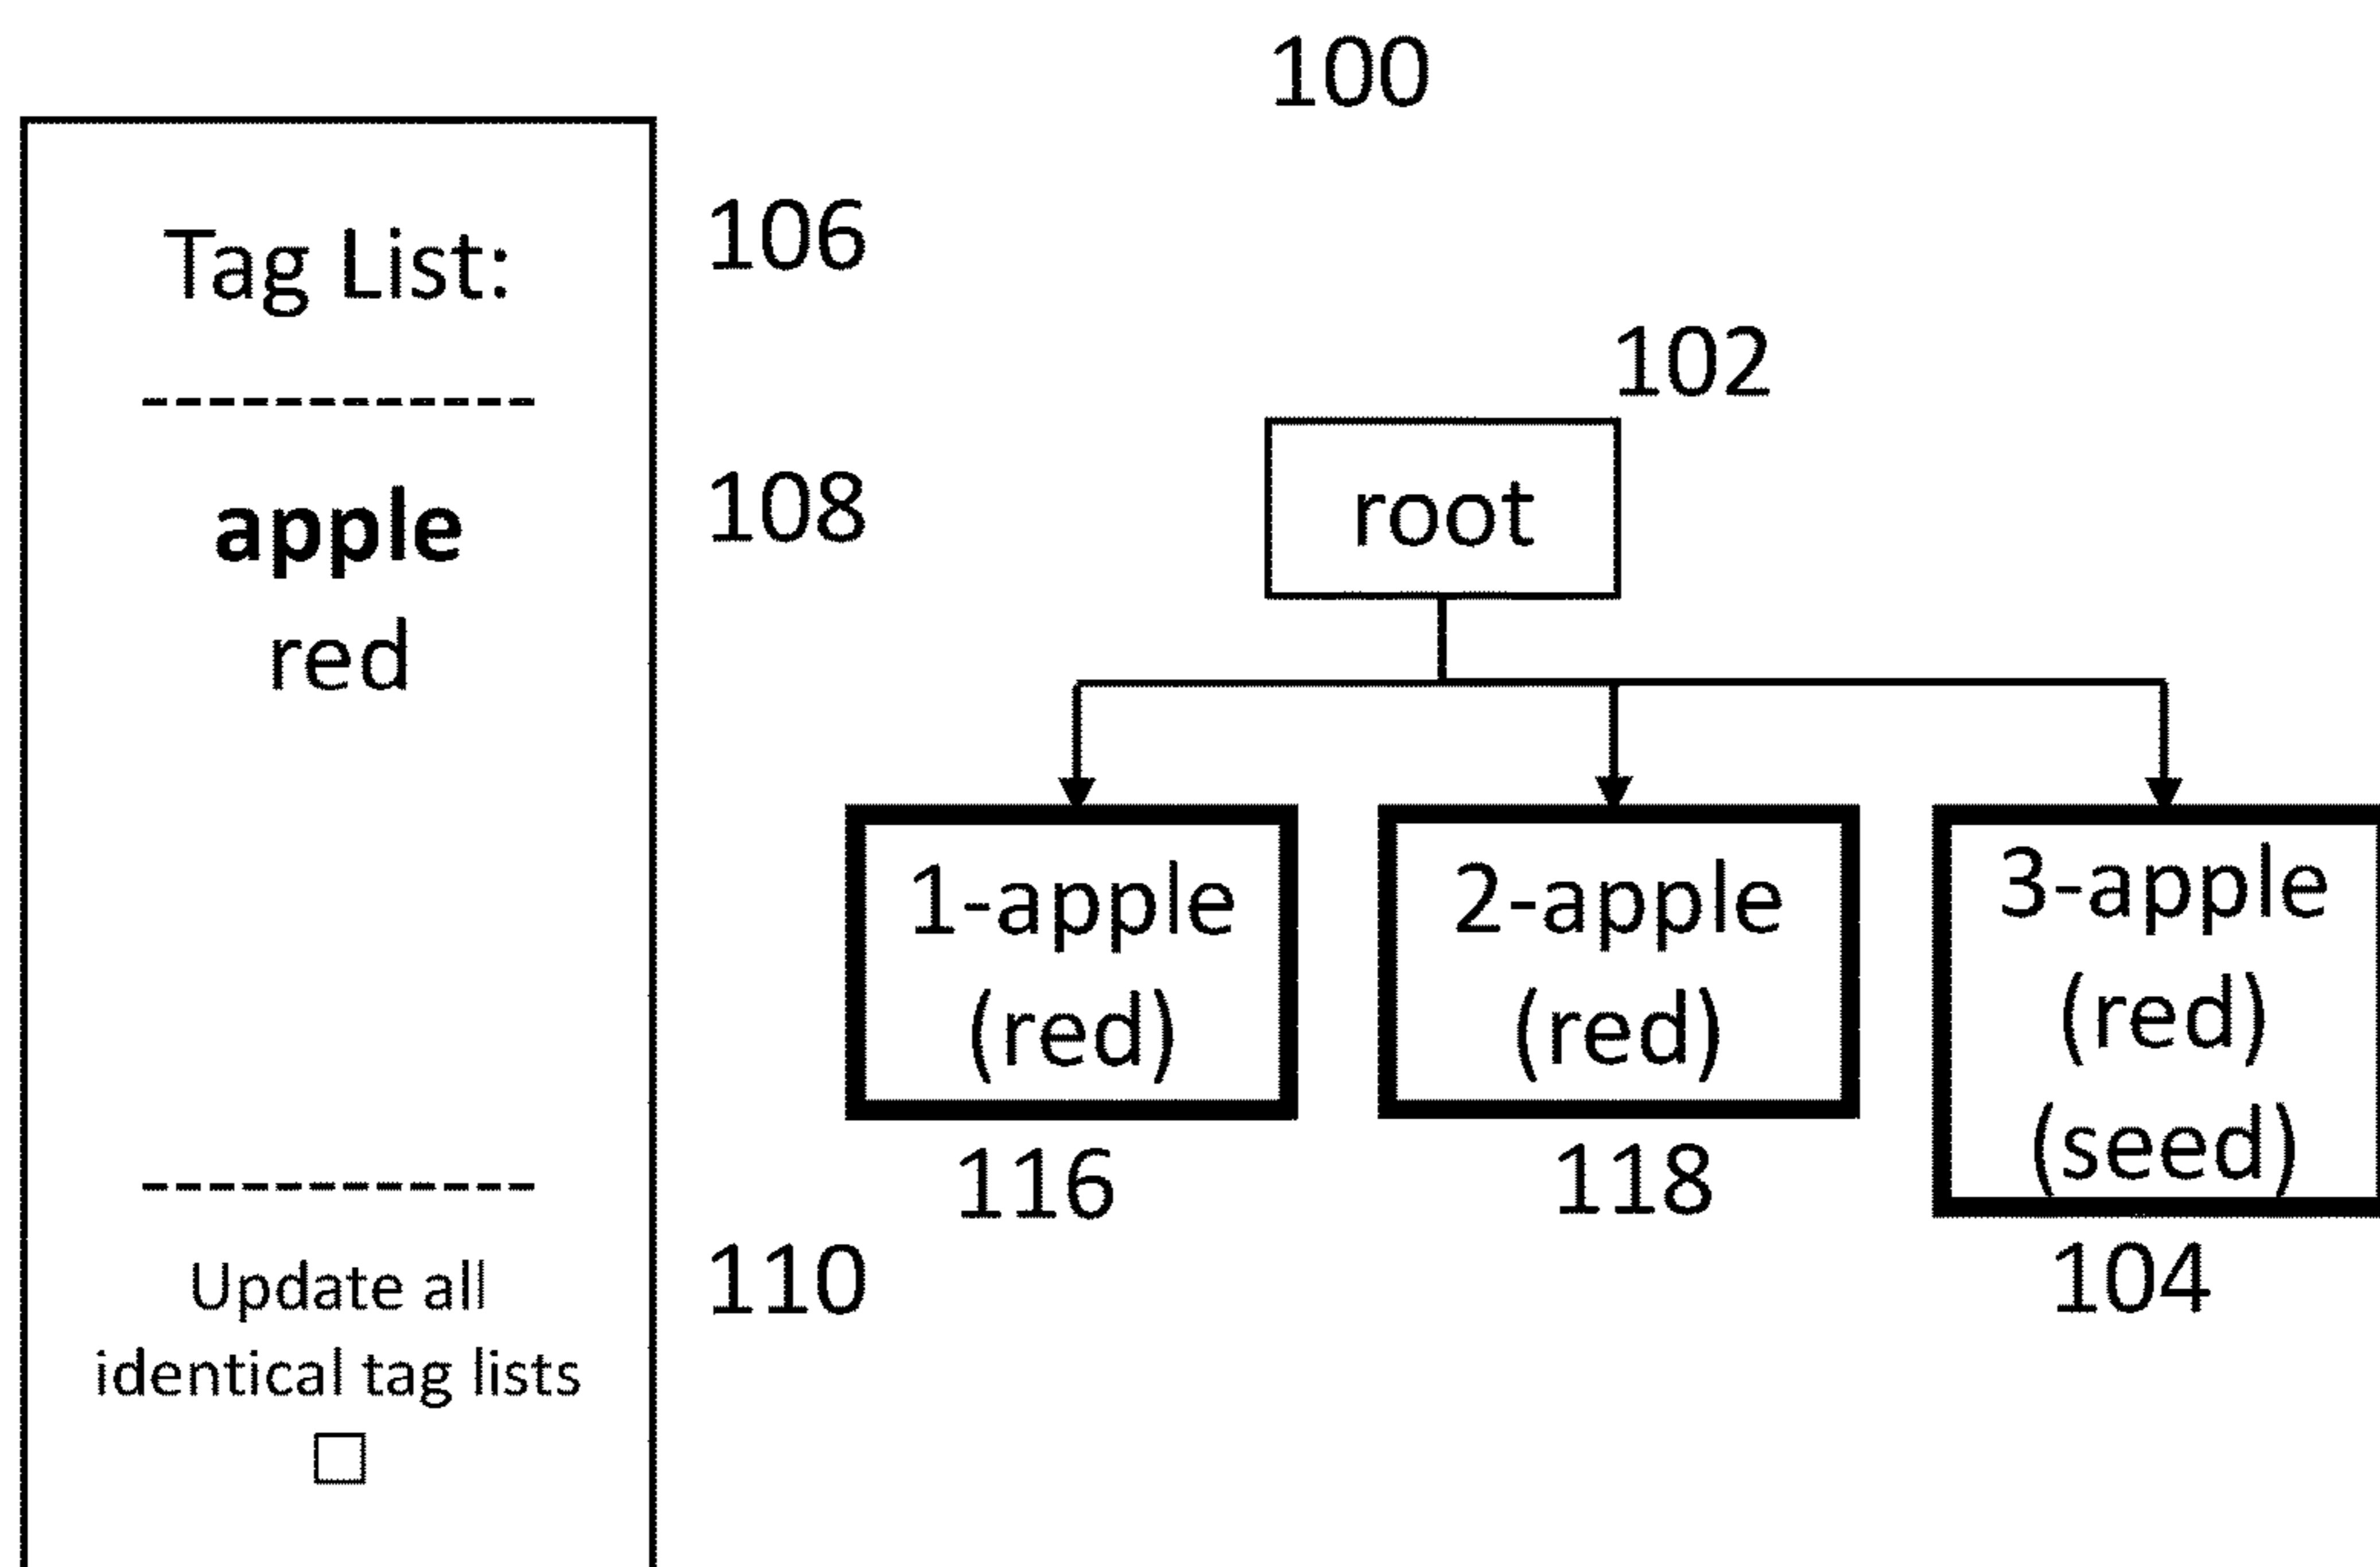 100
Tag List:
106
------------
apple
108
red
------------
Update all
identical tag lists
110
102
root
1-apple
(red)
116
2-apple
(red)
118
3-apple
(red)
(seed)
104